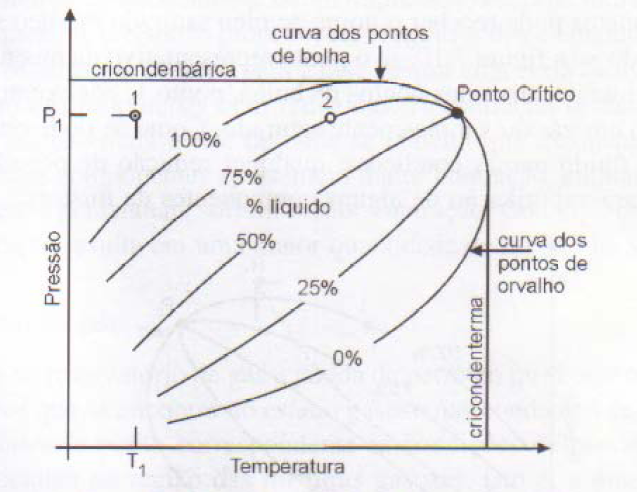 curva dos pontos
de bolha
cricondenbárica
Ponto Crítico
1
2
P1
100%
75%
% líquido
50%
25%
0%
curva dos
pontos de
orvalho
cricondenterma
Pressão
T1
Temperatura